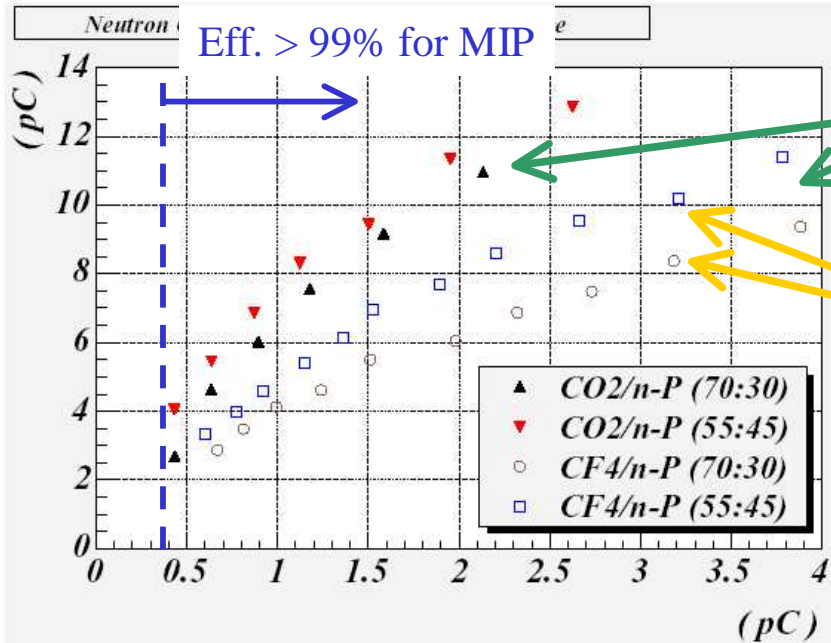 Neutron
Eff. > 99% for MIP
14
(pC)
12
10
8
6
4
2
0
CO2/n-P (70:30)
CO2/n-P (55:45)
CF4/n-P (70:30)
CF4/n-P (55:45)
0 0.5 1 1.5 2 2.5 3 3.5 4
(pC)